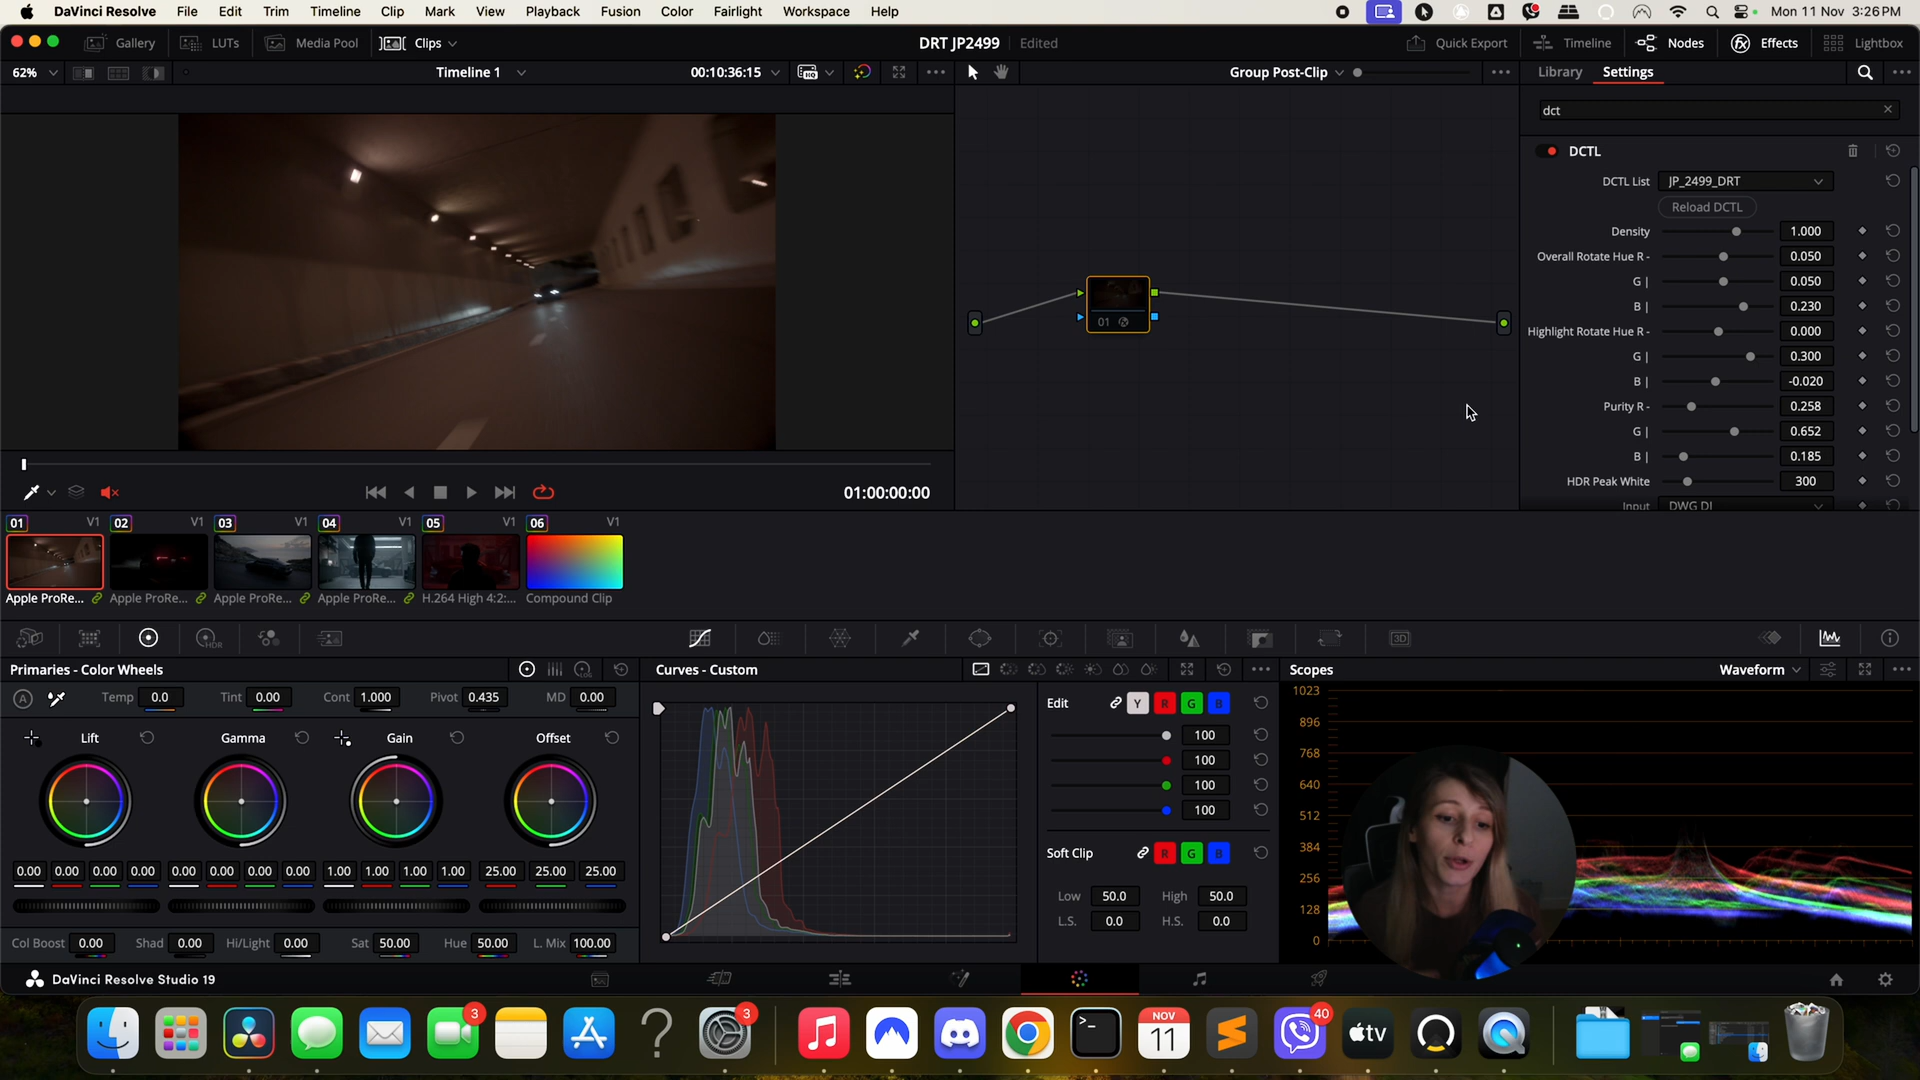 DaVinci Resolve File Edit Trim Timeline Clip Mark View Playback Fusion Color Fairlight Workspace Help Mon 11 Nov 3:26 PM
Gallery LUTs Media Pool Clips DRT JP2499 Edited Quick Export Timeline Nodes Effects Lightbox
62% Timeline 1 00:10:36:15 Group Post-Clip Library Settings
dct
DCTL
DCTL List JP_2499_DRT
Reload DCTL
Density 1.000
Overall Rotate Hue R - 0.050
G | 0.050
B | 0.230
Highlight Rotate Hue R - 0.000
G | 0.300
B | -0.020
Purity R - 0.258
G | 0.652
B | 0.185
HDR Peak White 300
Input DWG DI
01
01:00:00:00
01 V1 02 V1 03 V1 04 V1 05 V1 06 V1
Apple ProRe... Apple ProRe... Apple ProRe... Apple ProRe... H.264 High 4:2:... Compound Clip
HDR 3D
Primaries - Color Wheels Curves - Custom Scopes Waveform
LOG
A Temp 0.0 Tint 0.00 Cont 1.000 Pivot 0.435 MD 0.00
Lift Gamma Gain Offset
0.00 0.00 0.00 0.00 0.00 0.00 0.00 0.00 1.00 1.00 1.00 1.00 25.00 25.00 25.00
Col Boost 0.00 Shad 0.00 Hi/Light 0.00 Sat 50.00 Hue 50.00 L. Mix 100.00
Edit Y R G B
100
100
100
100
Soft Clip R G B
Low 50.0 High 50.0
L.S. 0.0 H.S. 0.0
1023
896
768
640
512
384
256
128
0
DaVinci Resolve Studio 19
3 3 NOV 11 40 tv